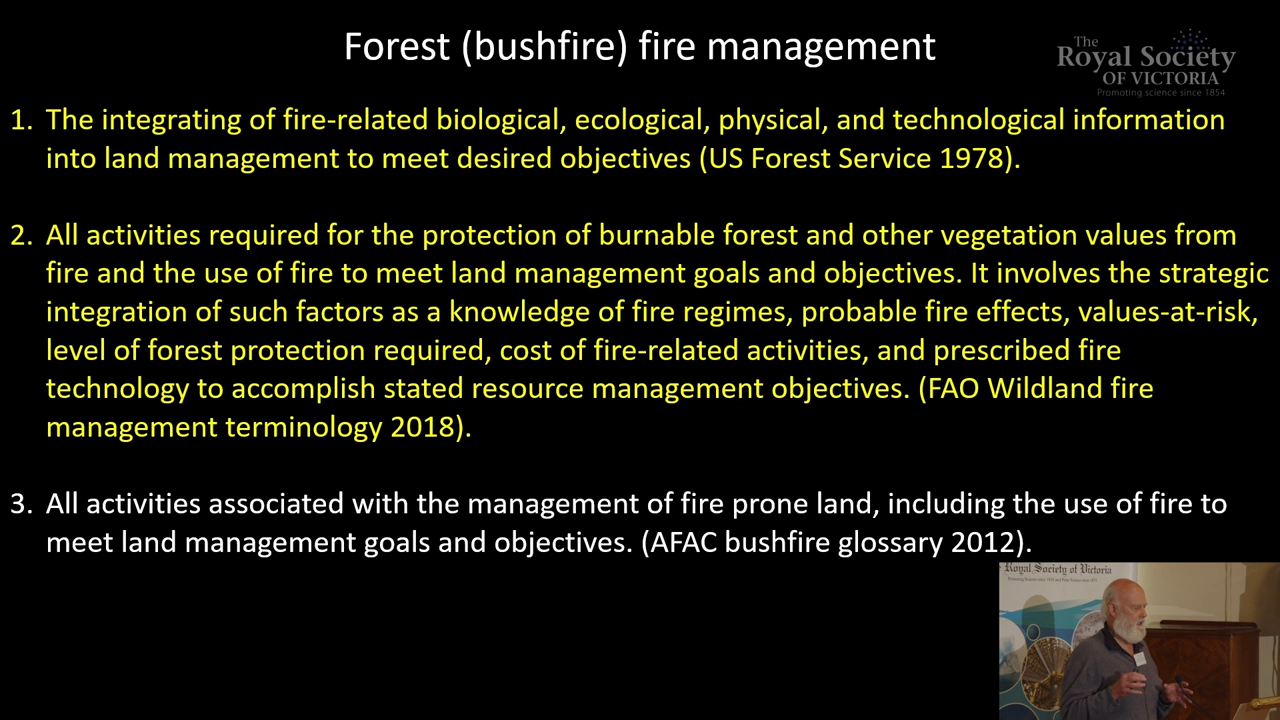 Forest (bushfire) fire management
The
Royal Society
OF VICTORIA
Promoting science since 1854
1. The integrating of fire-related biological, ecological, physical, and technological information
into land management to meet desired objectives (US Forest Service 1978).
2. All activities required for the protection of burnable forest and other vegetation values from
fire and the use of fire to meet land management goals and objectives. It involves the strategic
integration of such factors as a knowledge of fire regimes, probable fire effects, values-at-risk,
level of forest protection required, cost of fire-related activities, and prescribed fire
technology to accomplish stated resource management objectives. (FAO Wildland fire
management terminology 2018).
3. All activities associated with the management of fire prone land, including the use of fire to
meet land management goals and objectives. (AFAC bushfire glossary 2012).
Royal Society of Victoria